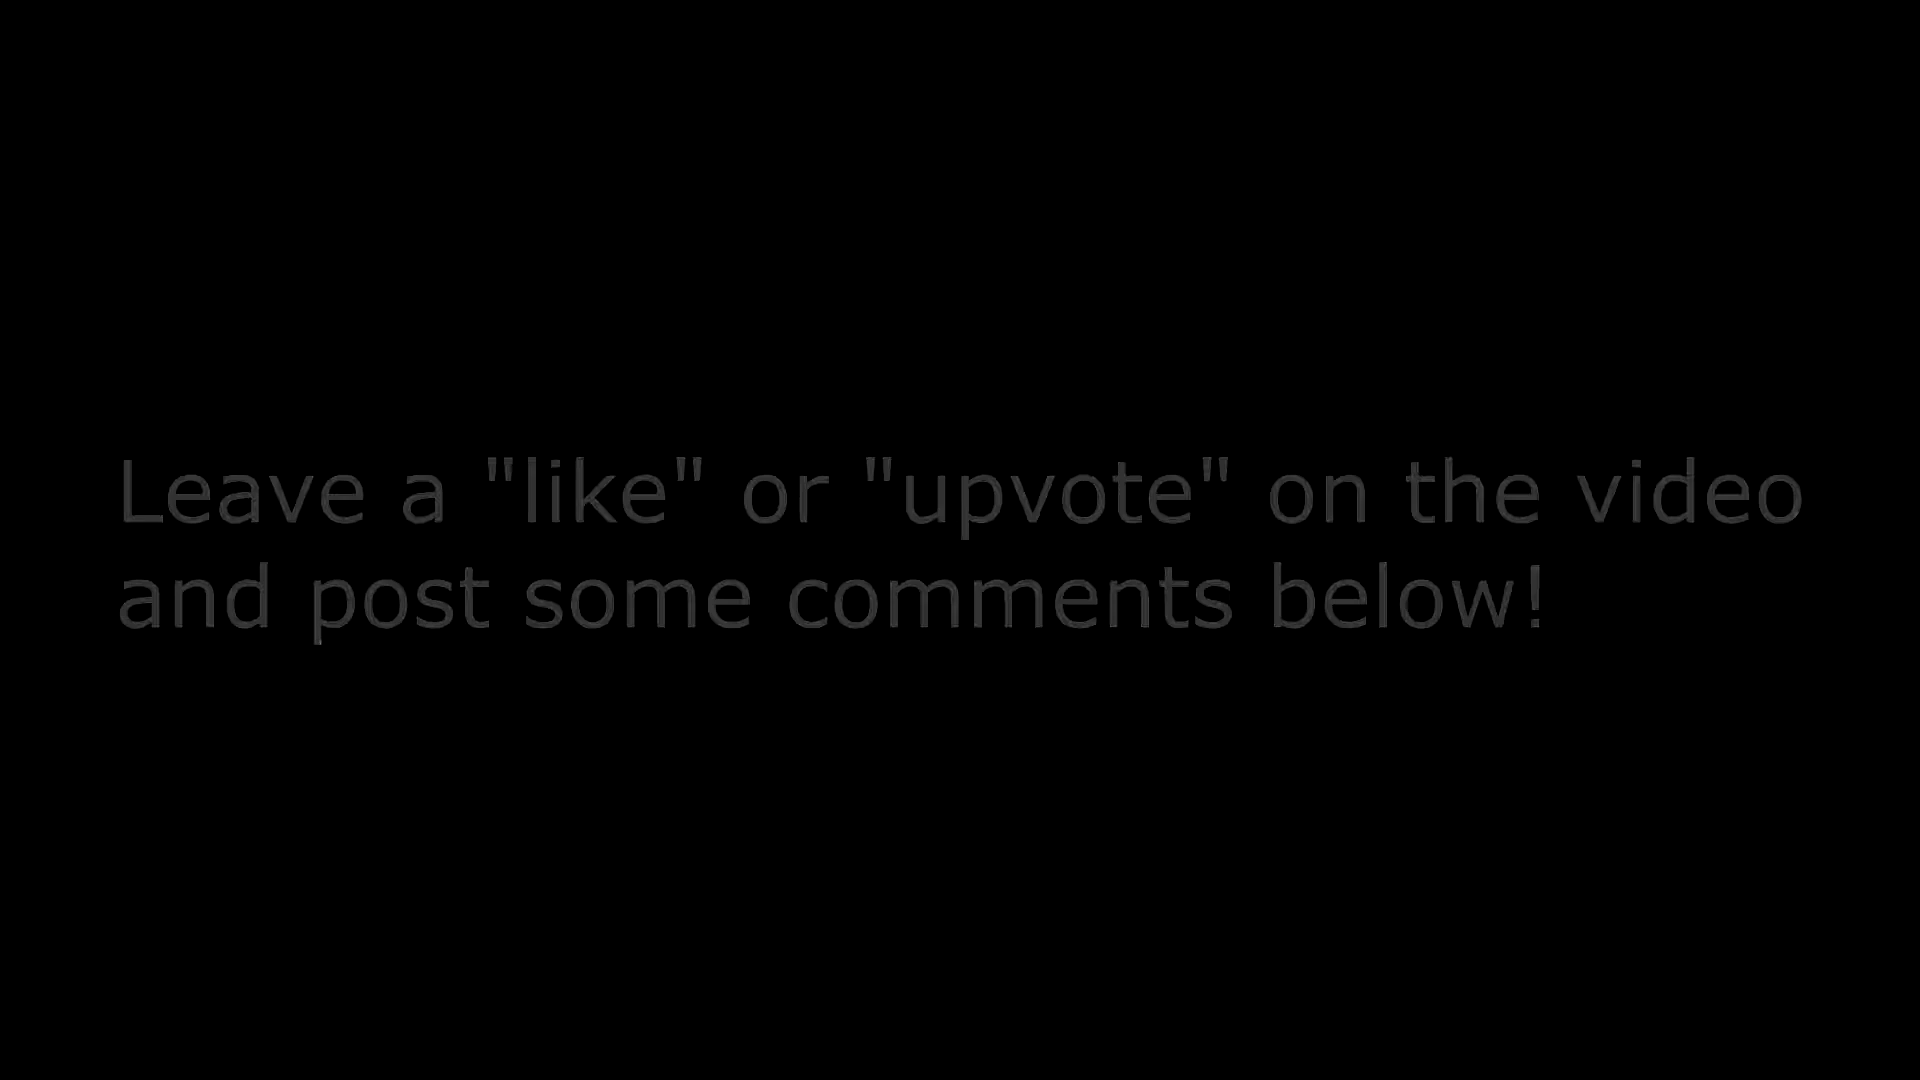 Leave a "like" or "upvote" on the video
and post some comments below!